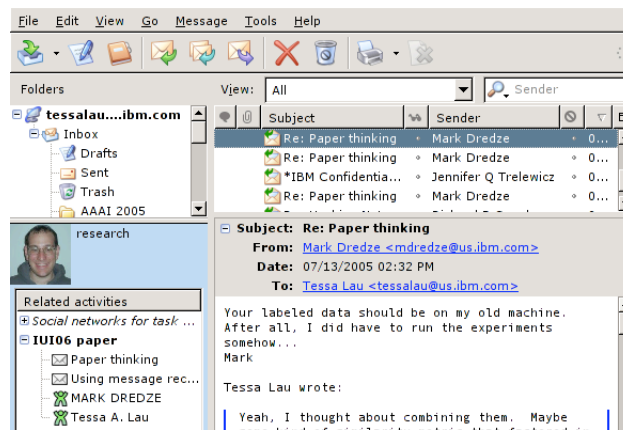 File Edit View Go Message Tools Help
Folders
View: All Sender
tessalau....ibm.com
Inbox
Drafts
Sent
Trash
AAAI 2005
Subject Sender
Re: Paper thinking Mark Dredze 0...
Re: Paper thinking Mark Dredze 0...
*IBM Confidentia... Jennifer Q Trelewicz 0...
Re: Paper thinking Mark Dredze 0...
research
Related activities
Social networks for task ...
IUI06 paper
Paper thinking
Using message rec...
MARK DREDZE
Tessa A. Lau
Subject: Re: Paper thinking
From: Mark Dredze <mdredze@us.ibm.com>
Date: 07/13/2005 02:32 PM
To: Tessa Lau <tessalau@us.ibm.com>
Your labeled data should be on my old machine.
After all, I did have to run the experiments
somehow...
Mark
Tessa Lau wrote:
Yeah, I thought about combining them. Maybe